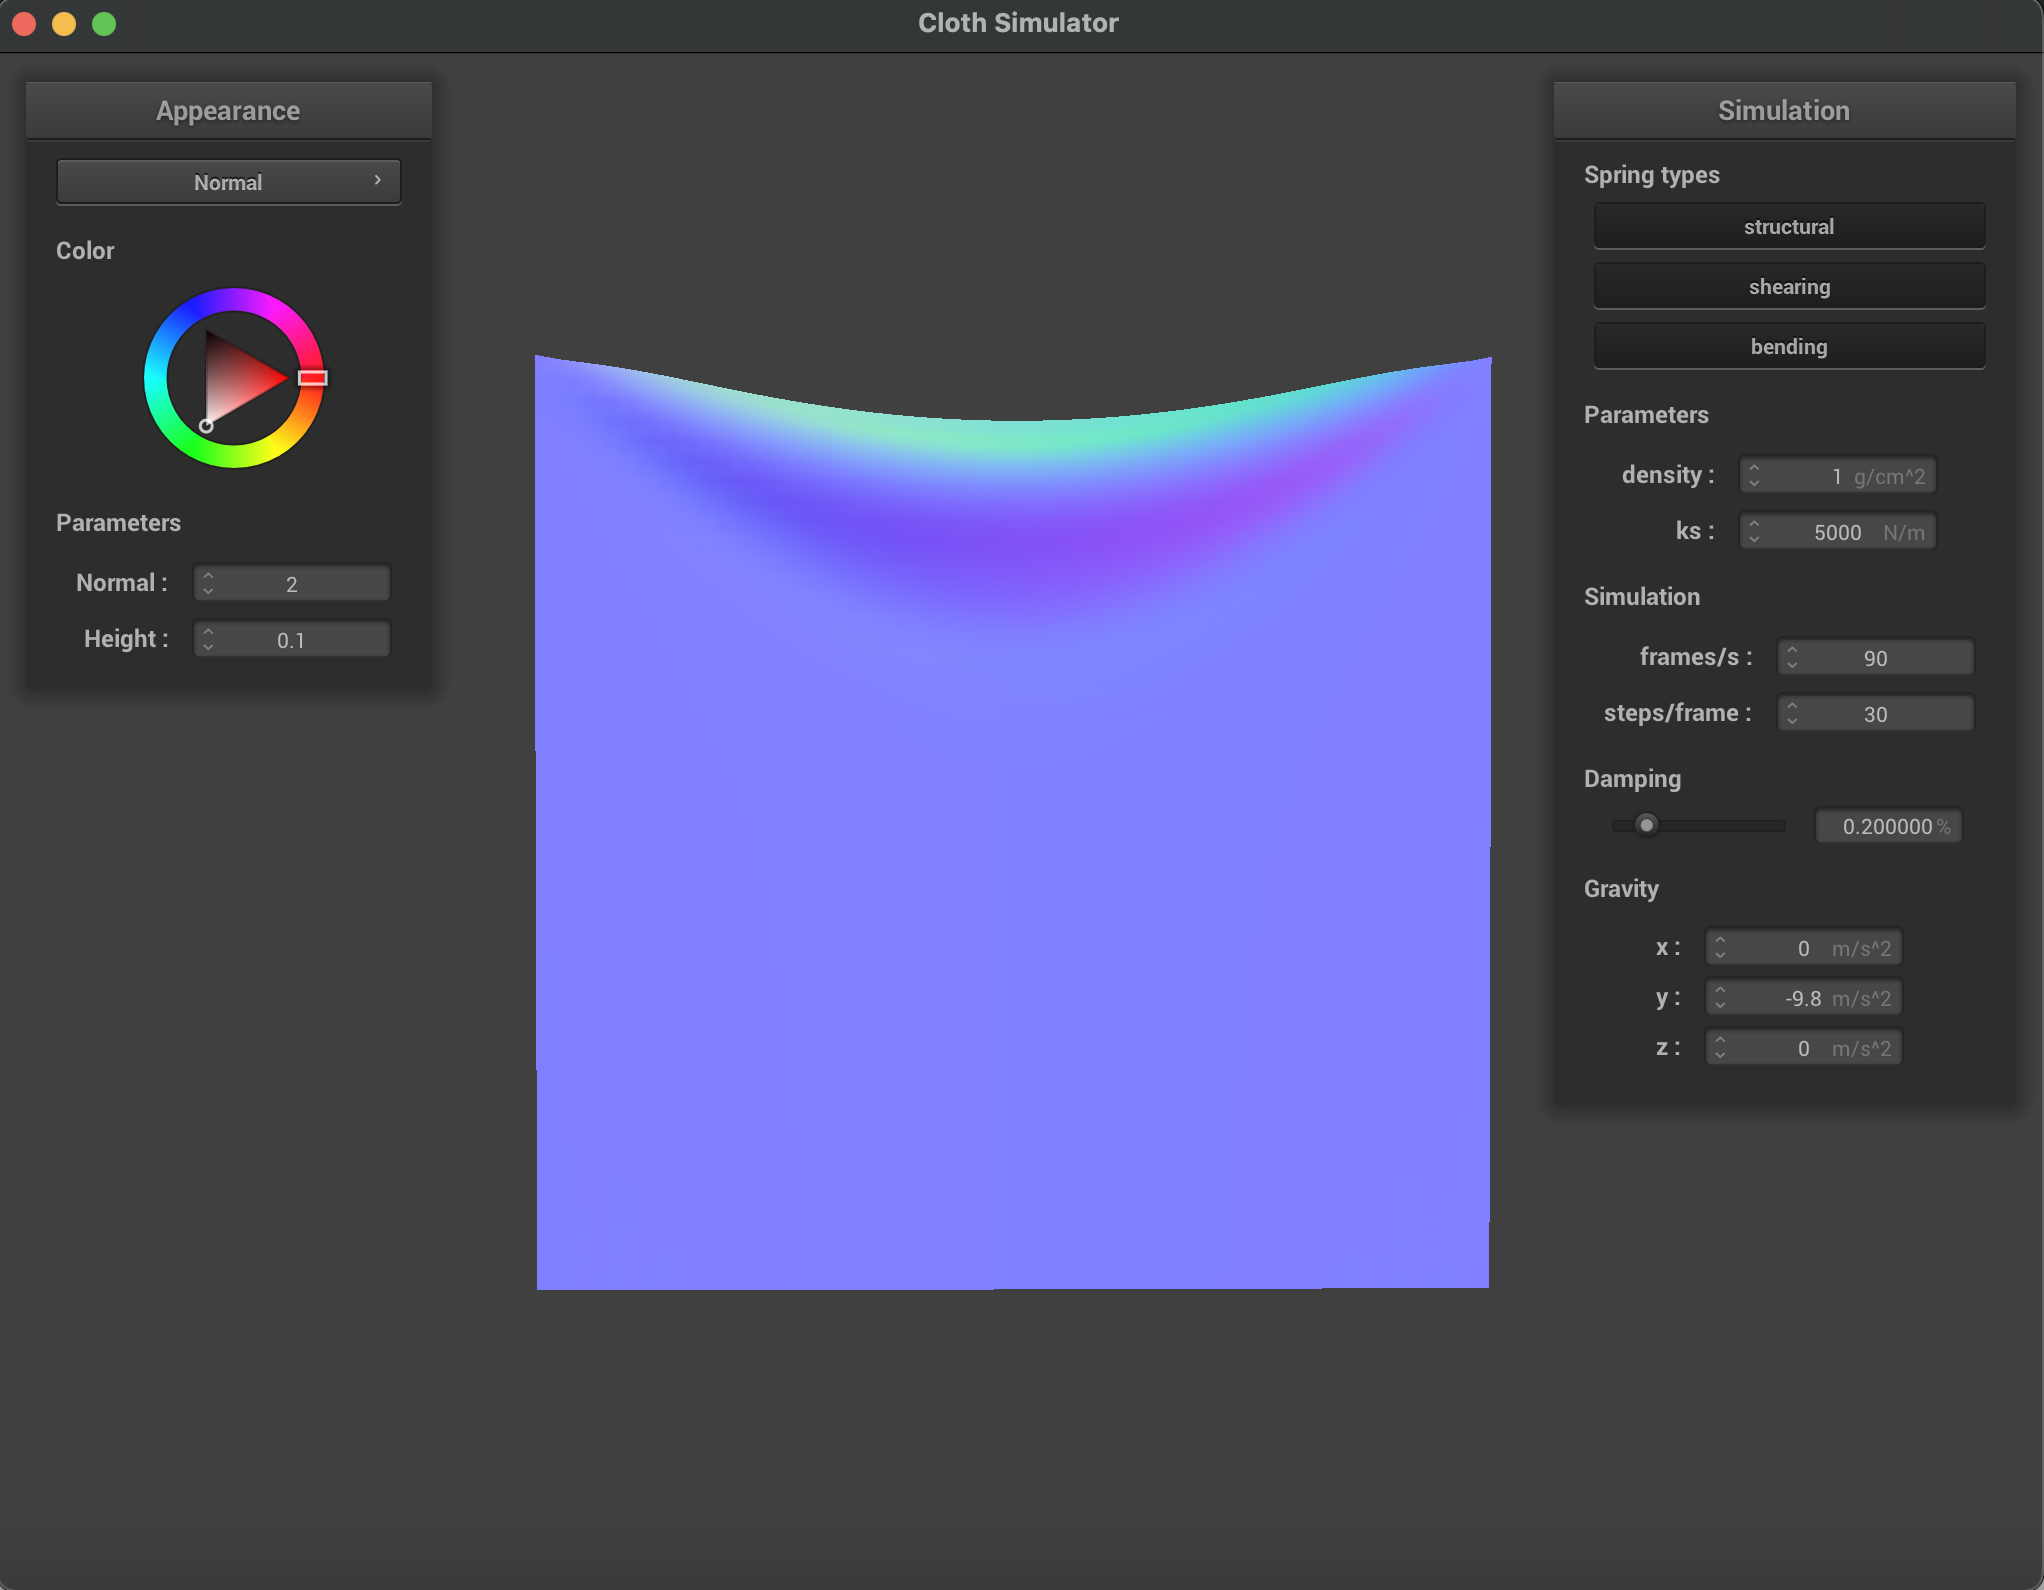 Cloth Simulator
Appearance
Normal
Color
Parameters
Normal : 2
Height : 0.1
Simulation
Spring types
structural
shearing
bending
Parameters
density : 1 g/cm^2
ks : 5000 N/m
Simulation
frames/s : 90
steps/frame : 30
Damping
0.200000 %
Gravity
x : 0 m/s^2
y : -9.8 m/s^2
z : 0 m/s^2